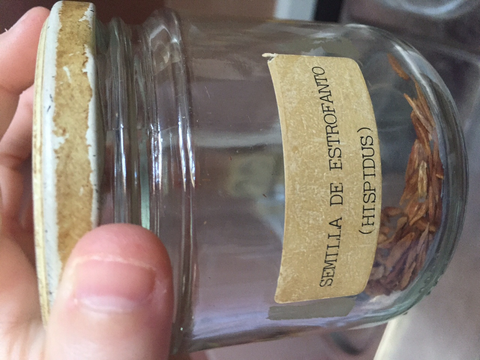 SEMILLA DE ESTROFANTO
(HISPIDUS)